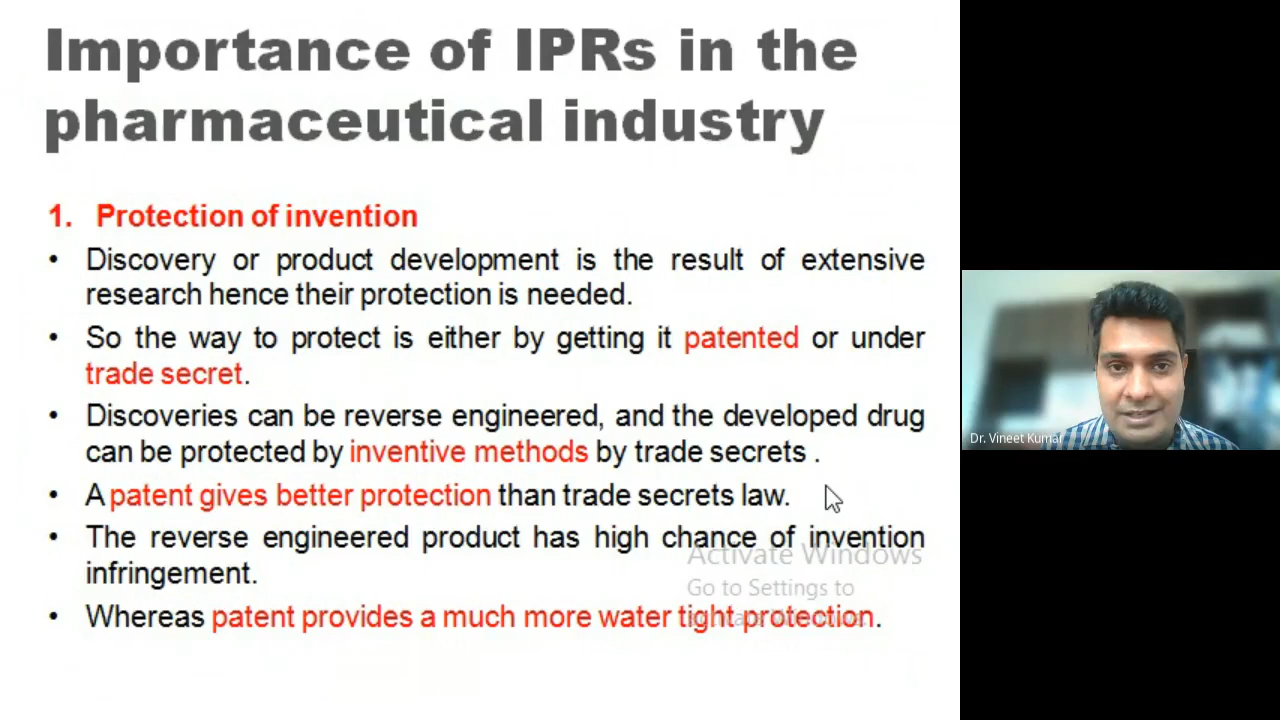 Importance of IPRs in the
pharmaceutical industry
1. Protection of invention
• Discovery or product development is the result of extensive
research hence their protection is needed.
• So the way to protect is either by getting it patented or under
trade secret.
• Discoveries can be reverse engineered, and the developed drug
can be protected by inventive methods by trade secrets .
• A patent gives better protection than trade secrets law.
• The reverse engineered product has high chance of invention
infringement.
• Whereas patent provides a much more water tight protection.
Activate Windows
Go to Settings to
activate Windows.
Dr. Vineet Kumar